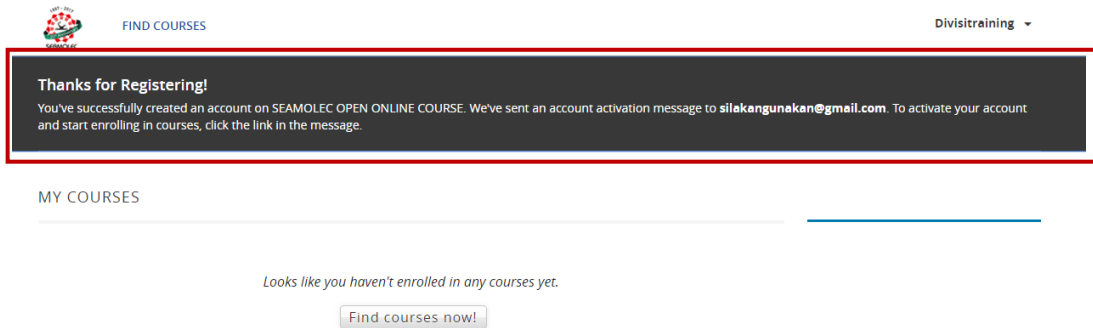 SEAMOLEC
FIND COURSES
Divisitraining
Thanks for Registering!
You've successfully created an account on SEAMOLEC OPEN ONLINE COURSE. We've sent an account activation message to silakangunakan@gmail.com. To activate your account
and start enrolling in courses, click the link in the message.
MY COURSES
Looks like you haven't enrolled in any courses yet.
Find courses now!